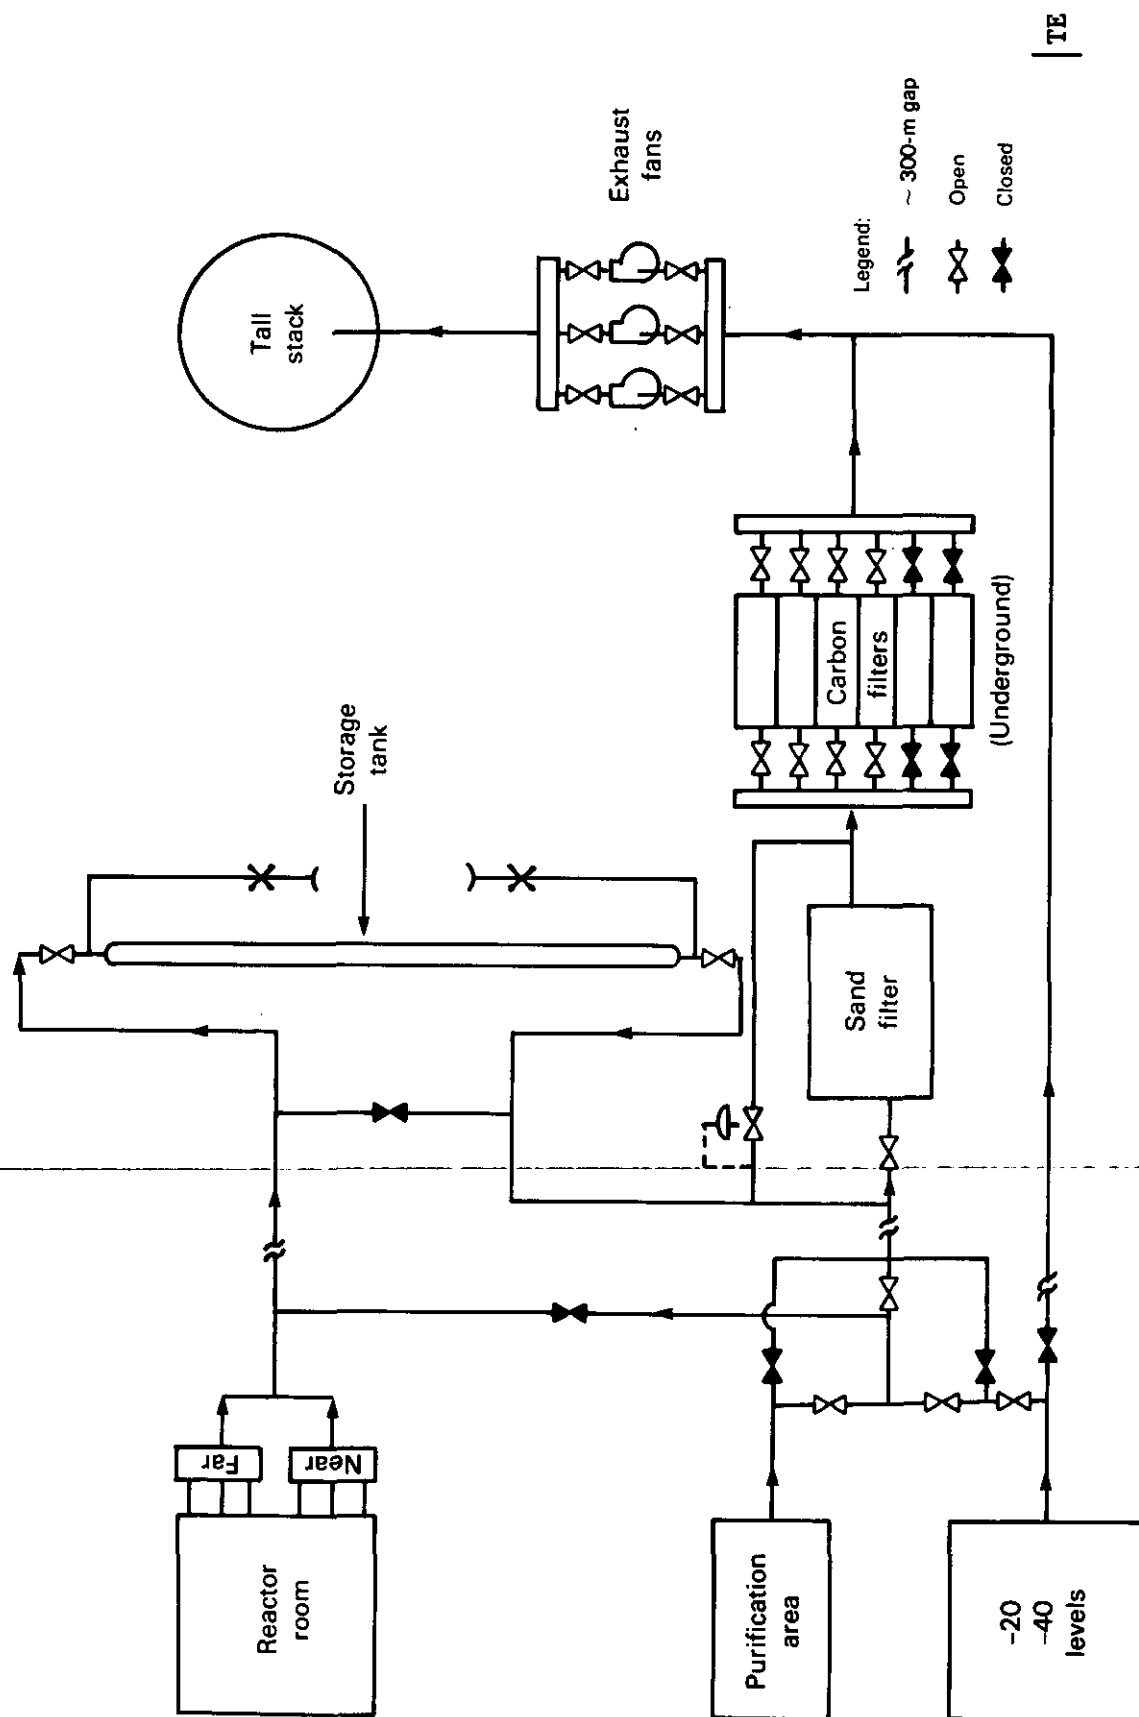 Tall
stack
Exhaust
fans
Legend:
~ 300-m gap
Open
Closed
TE
Storage
tank
Carbon
filters
(Underground)
Sand
filter
Far
Near
Reactor
room
Purification
area
-20
-40
levels